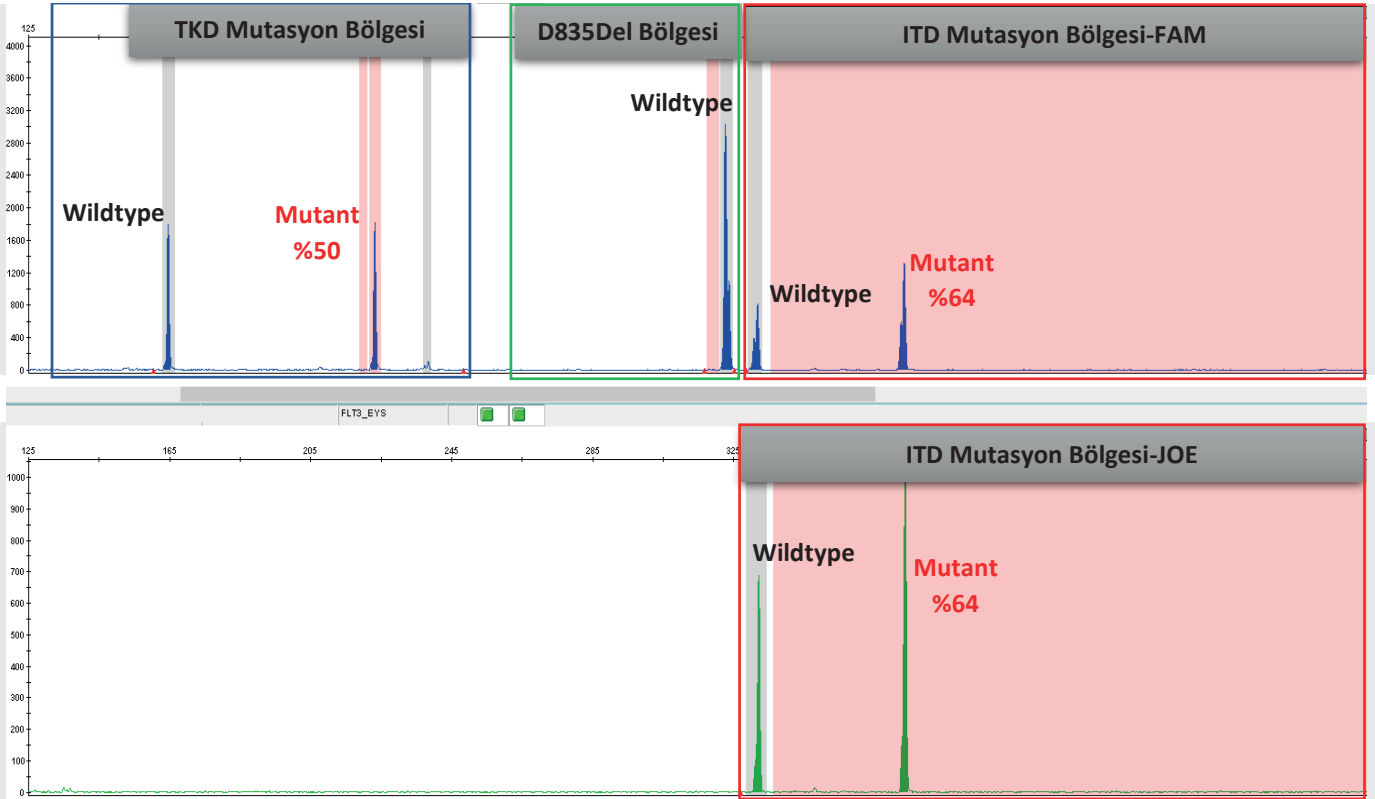 TKD Mutasyon Bölgesi
D835Del Bölgesi
ITD Mutasyon Bölgesi-FAM
125
4000
3600
3200
2800
2400
2000
1600
1200
800
400
0
Wildtype
Mutant
%50
Wildtype
Wildtype
Mutant
%64
FLT3_EYS
125 165 205 245 285 325
ITD Mutasyon Bölgesi-JOE
1000
900
800
700
600
500
400
300
200
100
0
Wildtype
Mutant
%64